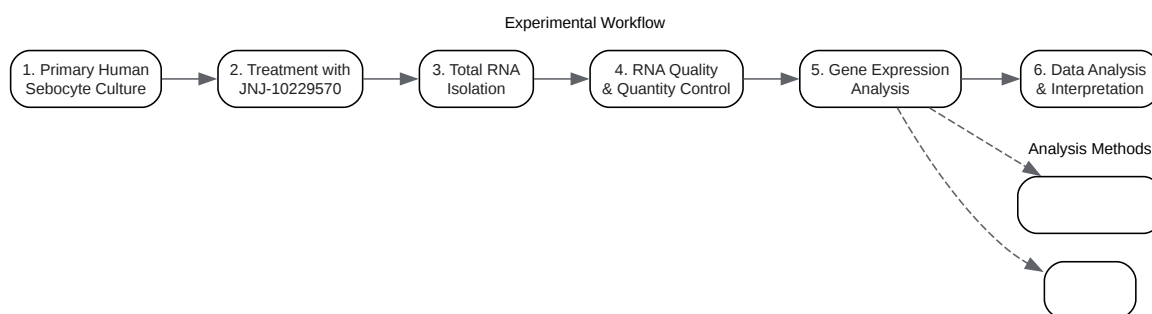 Experimental Workflow
1. Primary Human
Sebocyte Culture
2. Treatment with
JNJ-10229570
3. Total RNA
Isolation
4. RNA Quality
& Quantity Control
5. Gene Expression
Analysis
6. Data Analysis
& Interpretation
Analysis Methods